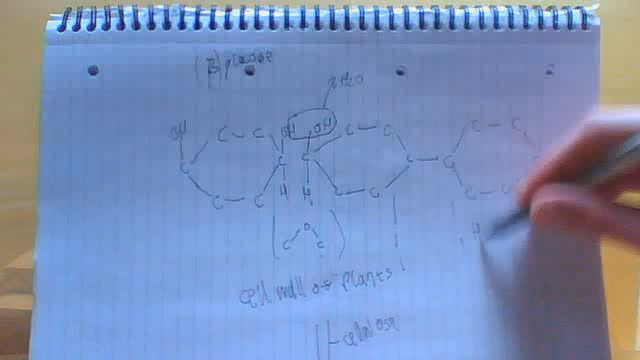 (β) glucose
H2O
OH C - C - C OH OH C - C
C C C C - C C - C
C - C H H C - C C - C
O
C C
H
cell wall of plants
cellulose